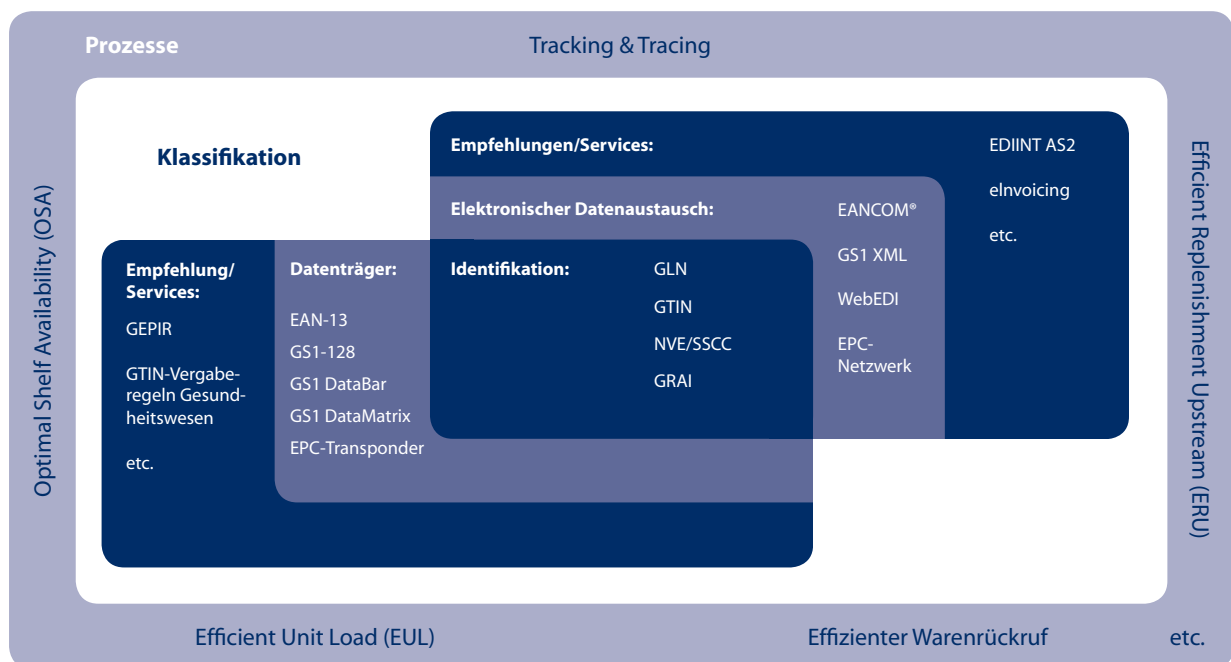 Prozesse
Tracking & Tracing
Optimal Shelf Availability (OSA)
Klassifikation
Empfehlungen/Services:
EDIINT AS2
eInvoicing
etc.
Elektronischer Datenaustausch:
EANCOM®
GS1 XML
WebEDI
EPC-
Netzwerk
Empfehlung/
Services:
GEPIR
GTIN-Vergabe-
regeln Gesund-
heitswesen
etc.
Datenträger:
EAN-13
GS1-128
GS1 DataBar
GS1 DataMatrix
EPC-Transponder
Identifikation:
GLN
GTIN
NVE/SSCC
GRAI
Efficient Replenishment Upstream (ERU)
Efficient Unit Load (EUL)
Effizienter Warenrückruf
etc.